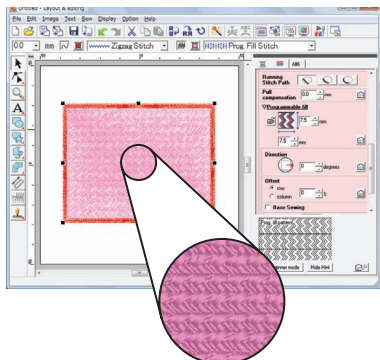 Untitled - Layout & Editing
File Edit Image Text Sew Display Option Help
0.0 mm Zigzag Stitch Prog. Fill Stitch
ABC
Running
Stitch Path
Pull
compensation 0.0 mm
Programmable fill
7.5 mm
7.5 mm
Direction
0 degrees
Offset
row
column
0 %
Base Sewing
Prog. fill stitch
mode Hide Hint